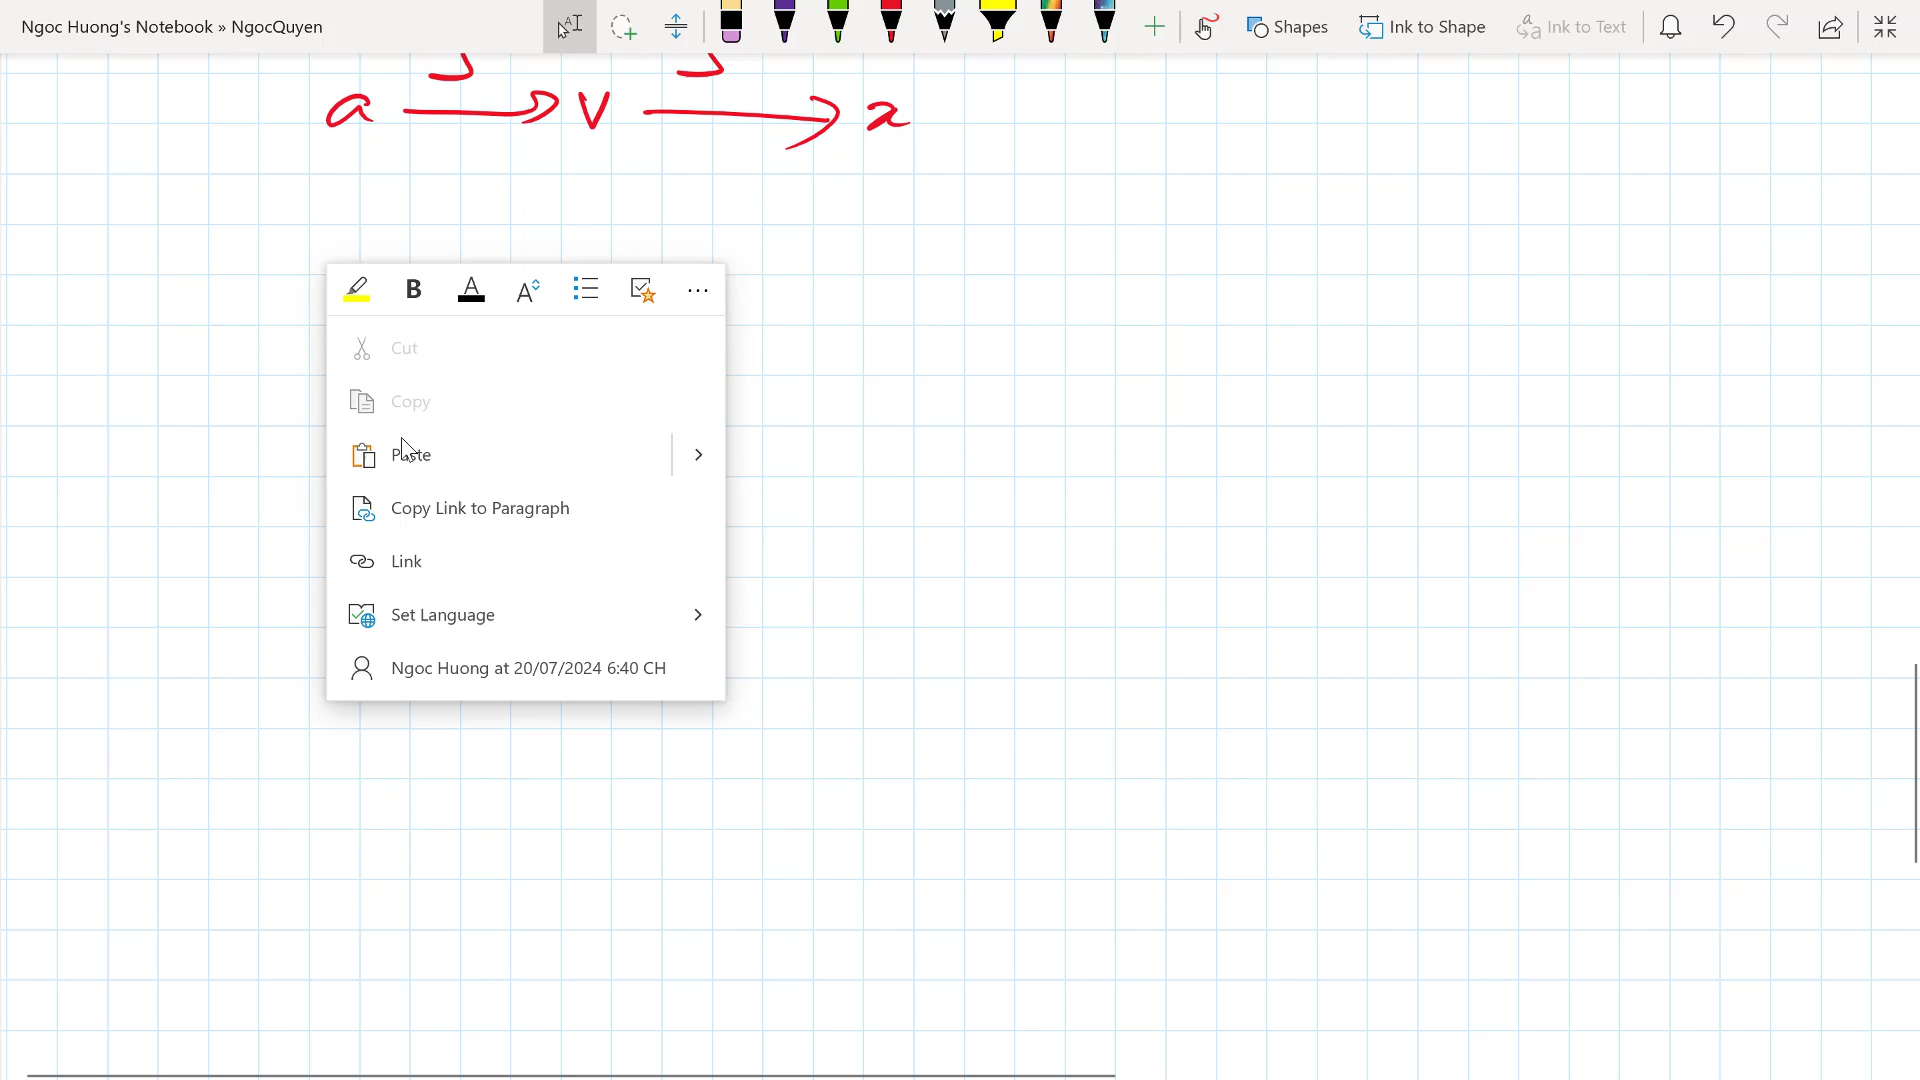 Ngoc Huong's Notebook » NgocQuyen
Shapes
Ink to Shape
Ink to Text
a → v → x
B A A ...
Cut
Copy
Paste
Copy Link to Paragraph
Link
Set Language
Ngoc Huong at 20/07/2024 6:40 CH